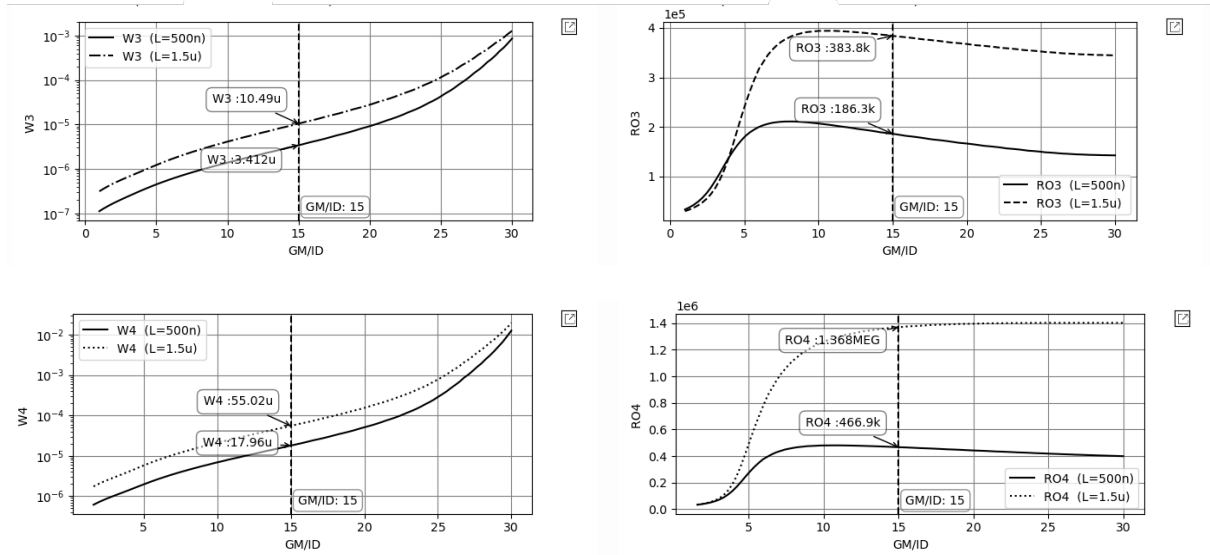 W3 (L=500n)
W3 (L=1.5u)
10⁻³
10⁻⁴
10⁻⁵
10⁻⁶
10⁻⁷
W3
W3 :10.49u
W3 :3.412u
GM/ID: 15
0 5 10 15 20 25 30
GM/ID
1e5
4
3
2
1
RO3
RO3 :383.8k
RO3 :186.3k
GM/ID: 15
RO3 (L=500n)
RO3 (L=1.5u)
0 5 10 15 20 25 30
GM/ID
W4 (L=500n)
W4 (L=1.5u)
10⁻²
10⁻³
10⁻⁴
10⁻⁵
10⁻⁶
W4
W4 :55.02u
W4 :17.96u
GM/ID: 15
5 10 15 20 25 30
GM/ID
1e6
1.4
1.2
1.0
0.8
0.6
0.4
0.2
0.0
RO4
RO4 :1.368MEG
RO4 :466.9k
GM/ID: 15
RO4 (L=500n)
RO4 (L=1.5u)
0 5 10 15 20 25 30
GM/ID